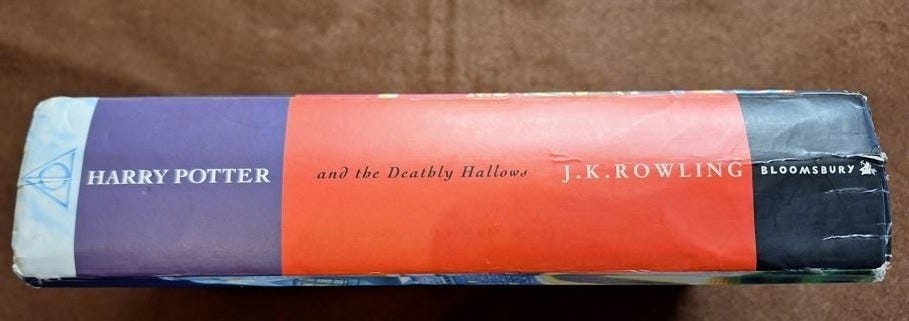 HARRY POTTER and the Deathly Hallows J.K.ROWLING BLOOMSBURY